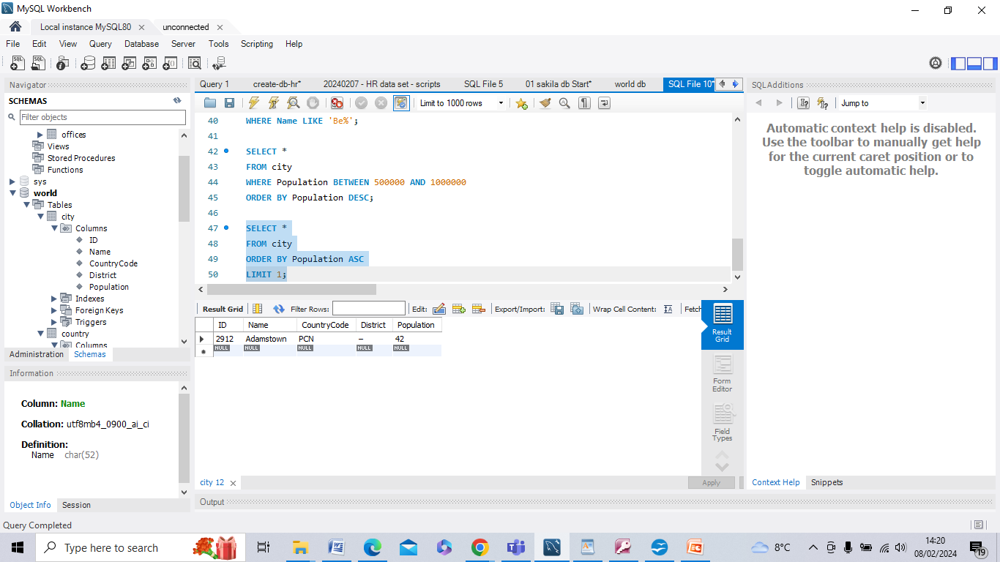 MySQL Workbench
Local instance MySQL80
unconnected
File Edit View Query Database Server Tools Scripting Help
Navigator
SCHEMAS
Filter objects
offices
Views
Stored Procedures
Functions
sys
world
Tables
city
Columns
ID
Name
CountryCode
District
Population
Indexes
Foreign Keys
Triggers
country
Columns
Administration Schemas
Information
Column: Name
Collation: utf8mb4_0900_ai_ci
Definition:
Name char(52)
Object Info Session
Query 1 create-db-hr* 20240207 - HR data set - scripts SQL File 5 01 sakila db Start* world db SQL File 10*
Limit to 1000 rows
40 WHERE Name LIKE 'Be%';
41
42 SELECT *
43 FROM city
44 WHERE Population BETWEEN 500000 AND 1000000
45 ORDER BY Population DESC;
46
47 SELECT *
48 FROM city
49 ORDER BY Population ASC
50 LIMIT 1;
Result Grid Filter Rows: Edit: Export/Import: Wrap Cell Content: Fetch
ID Name CountryCode District Population
2912 Adamstown PCN – 42
NULL NULL NULL NULL NULL
Result
Grid
Form
Editor
Field
Types
city 12
Apply
Output
SQLAdditions
Jump to
Automatic context help is disabled.
Use the toolbar to manually get help
for the current caret position or to
toggle automatic help.
Context Help Snippets
Query Completed
Type here to search
8°C
14:20
08/02/2024
19